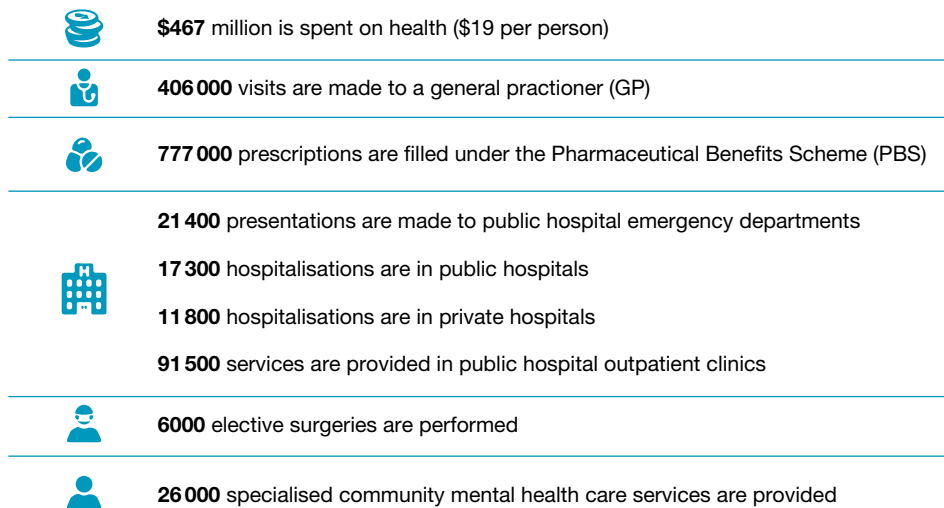 $467 million is spent on health ($19 per person)
406 000 visits are made to a general practioner (GP)
777 000 prescriptions are filled under the Pharmaceutical Benefits Scheme (PBS)
21 400 presentations are made to public hospital emergency departments
H
17 300 hospitalisations are in public hospitals
11 800 hospitalisations are in private hospitals
91 500 services are provided in public hospital outpatient clinics
6000 elective surgeries are performed
26 000 specialised community mental health care services are provided